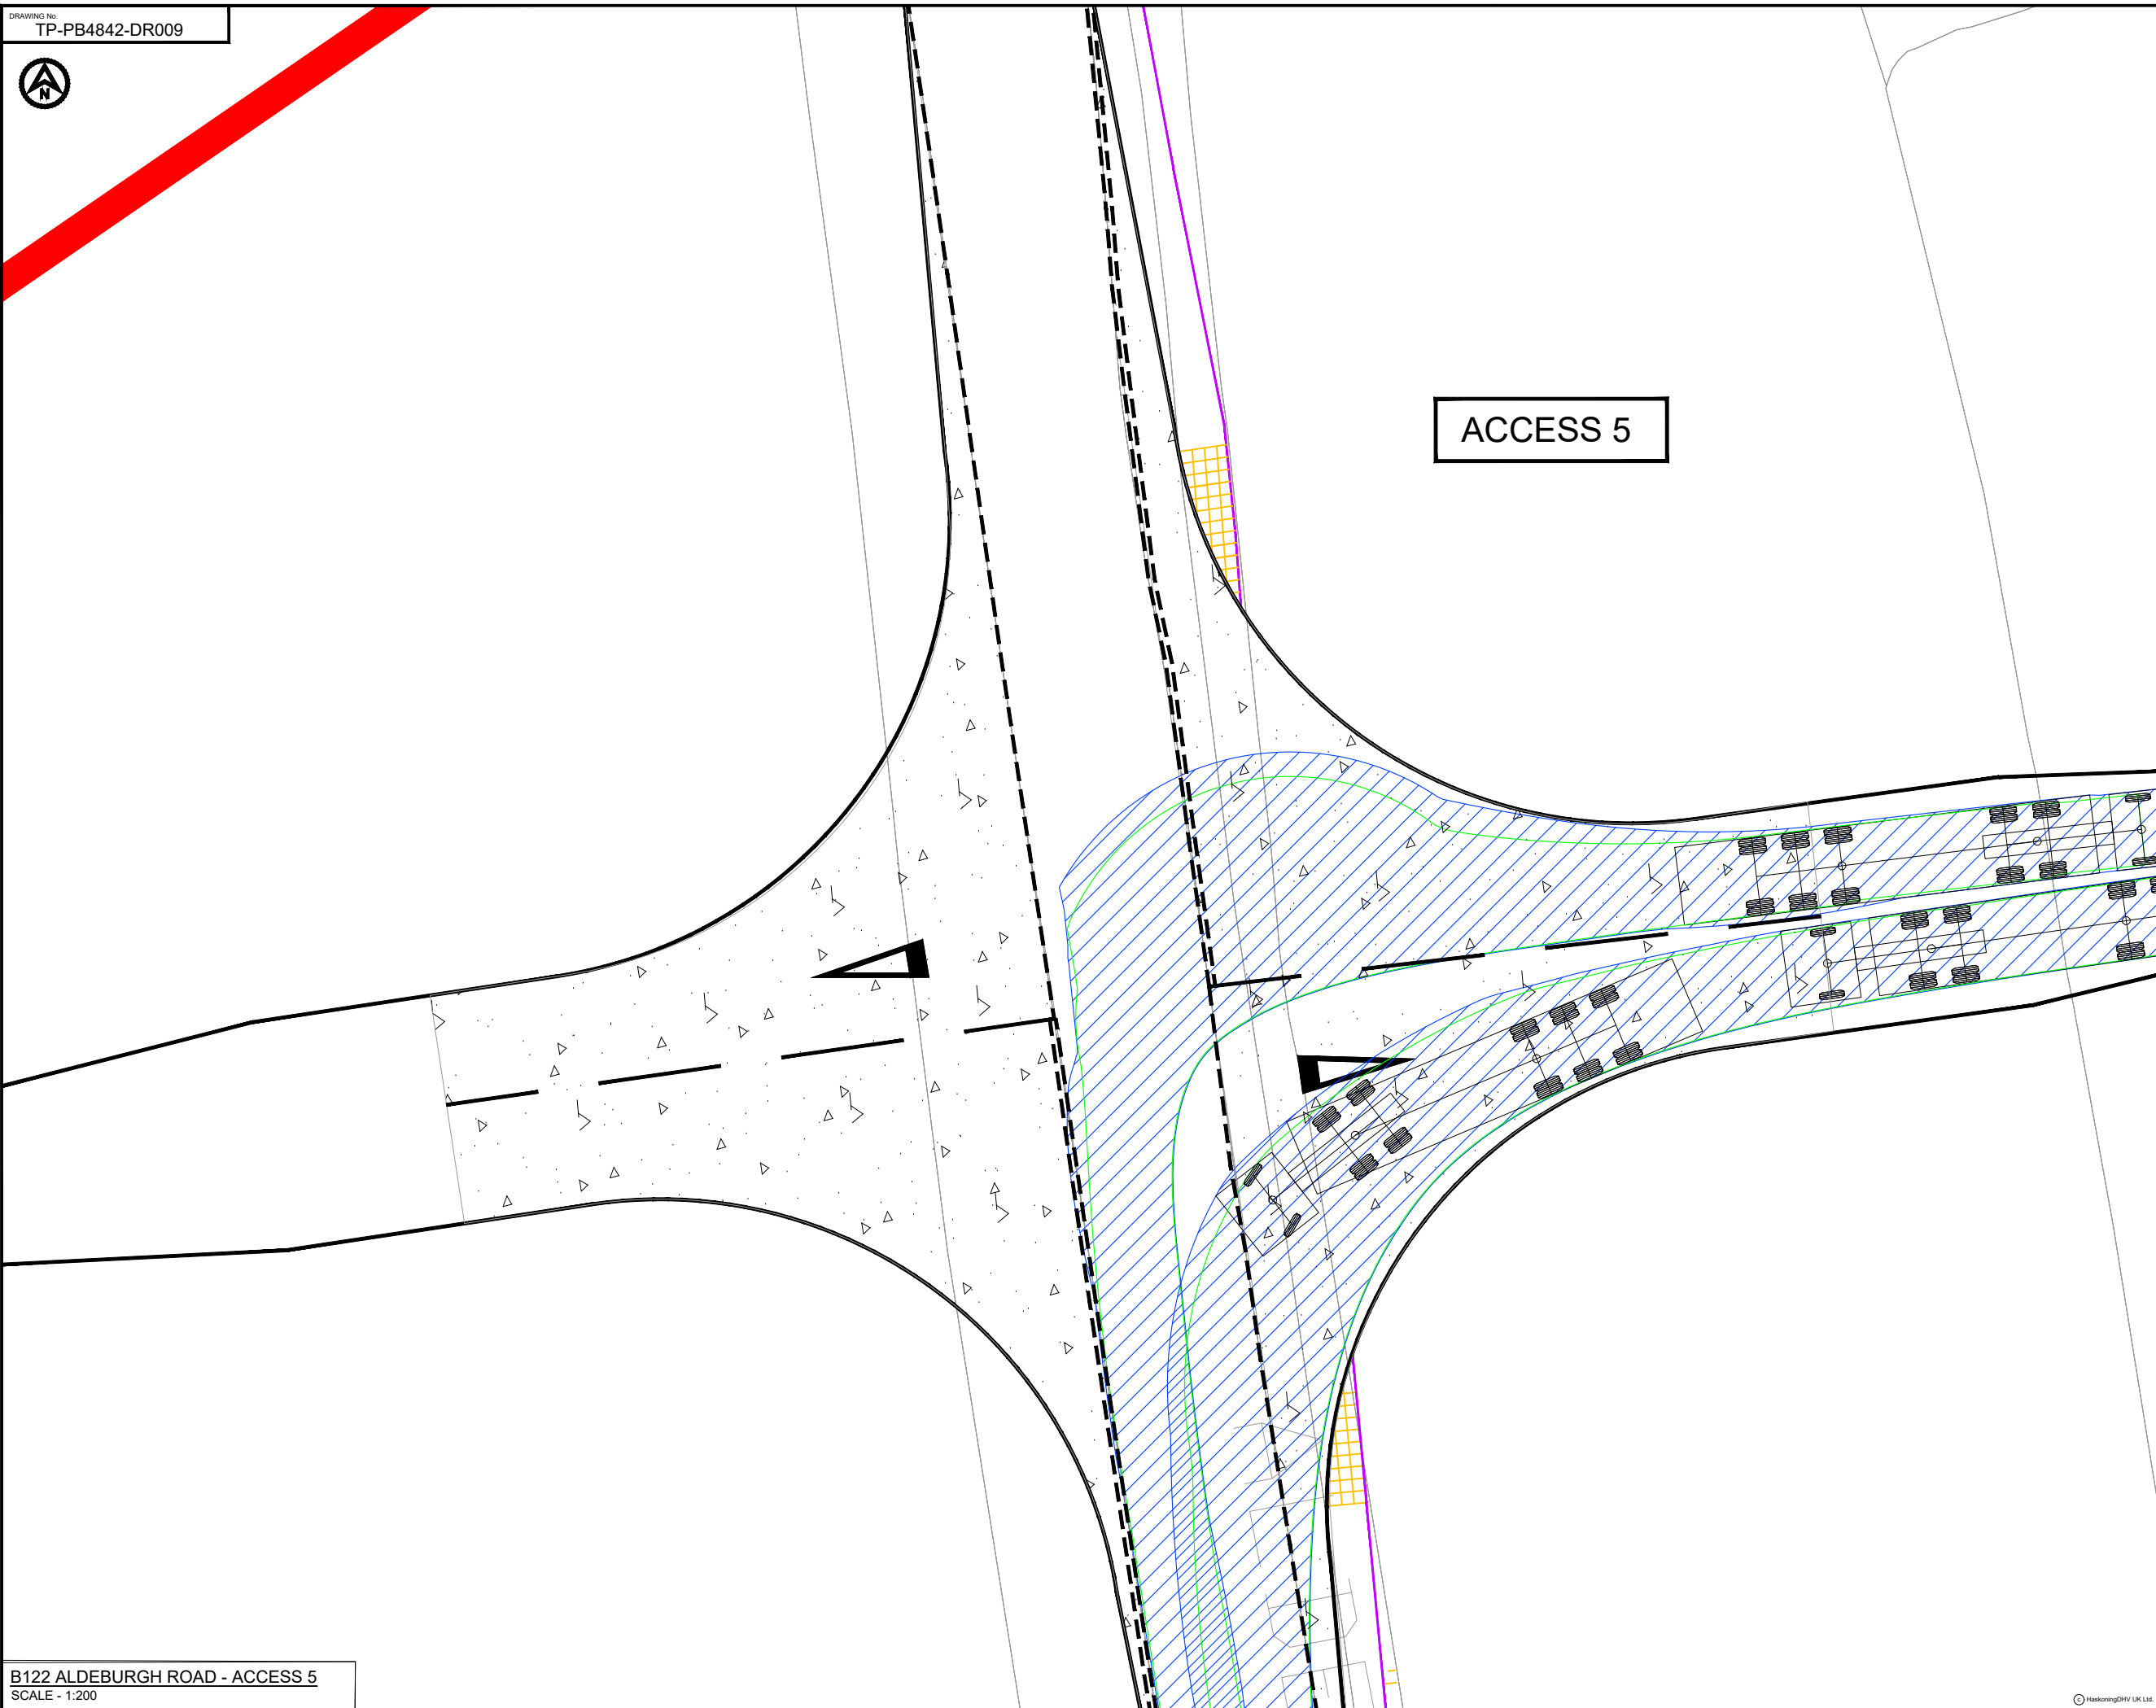 DRAWING No.
TP-PB4842-DR009
N
ACCESS 5
B122 ALDEBURGH ROAD - ACCESS 5
SCALE - 1:200
© HaskoningDHV UK Ltd.